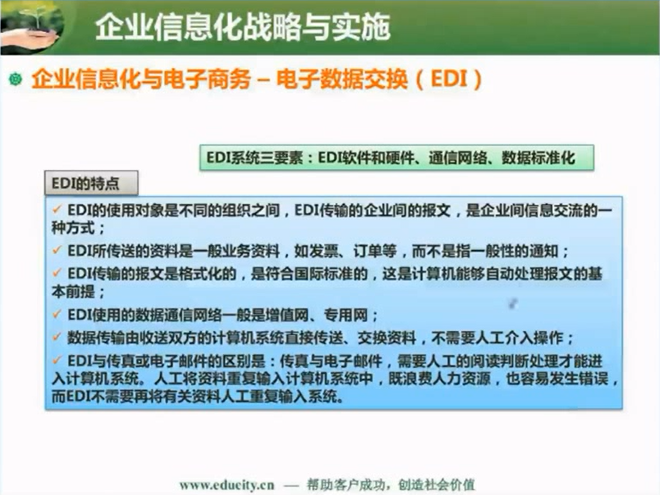 企业信息化战略与实施
企业信息化与电子商务 – 电子数据交换（EDI）
EDI系统三要素：EDI软件和硬件、通信网络、数据标准化
EDI的特点
✓ EDI的使用对象是不同的组织之间，EDI传输的企业间的报文，是企业间信息交流的一
种方式；
✓ EDI所传送的资料是一般业务资料，如发票、订单等，而不是指一般性的通知；
✓ EDI传输的报文是格式化的，是符合国际标准的，这是计算机能够自动处理报文的基
本前提；
✓ EDI使用的数据通信网络一般是增值网、专用网；
✓ 数据传输由收送双方的计算机系统直接传送、交换资料，不需要人工介入操作；
✓ EDI与传真或电子邮件的区别是：传真与电子邮件，需要人工的阅读判断处理才能进
入计算机系统。人工将资料重复输入计算机系统中，既浪费人力资源，也容易发生错误，
而EDI不需要再将有关资料人工重复输入系统。
www.educity.cn — 帮助客户成功，创造社会价值